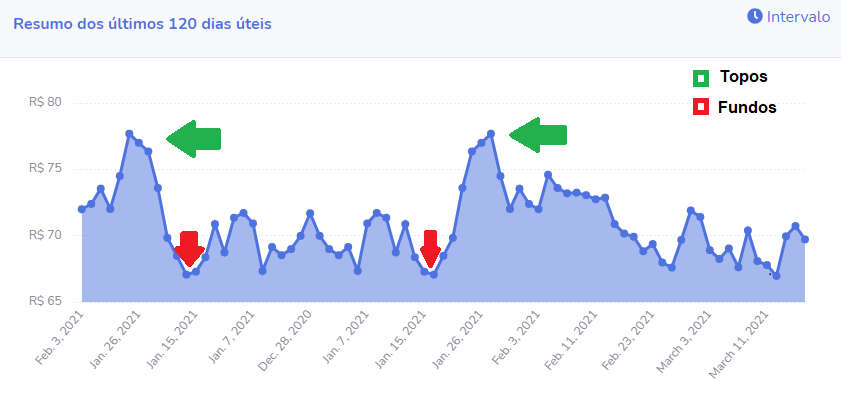 Resumo dos últimos 120 dias úteis
Intervalo
Topos
Fundos
R$ 80
R$ 75
R$ 70
R$ 65
Feb. 3, 2021
Jan. 26, 2021
Jan. 15, 2021
Jan. 7, 2021
Dec. 28, 2020
Jan. 7, 2021
Jan. 15, 2021
Jan. 26, 2021
Feb. 3, 2021
Feb. 11, 2021
Feb. 23, 2021
March 3, 2021
March 11, 2021